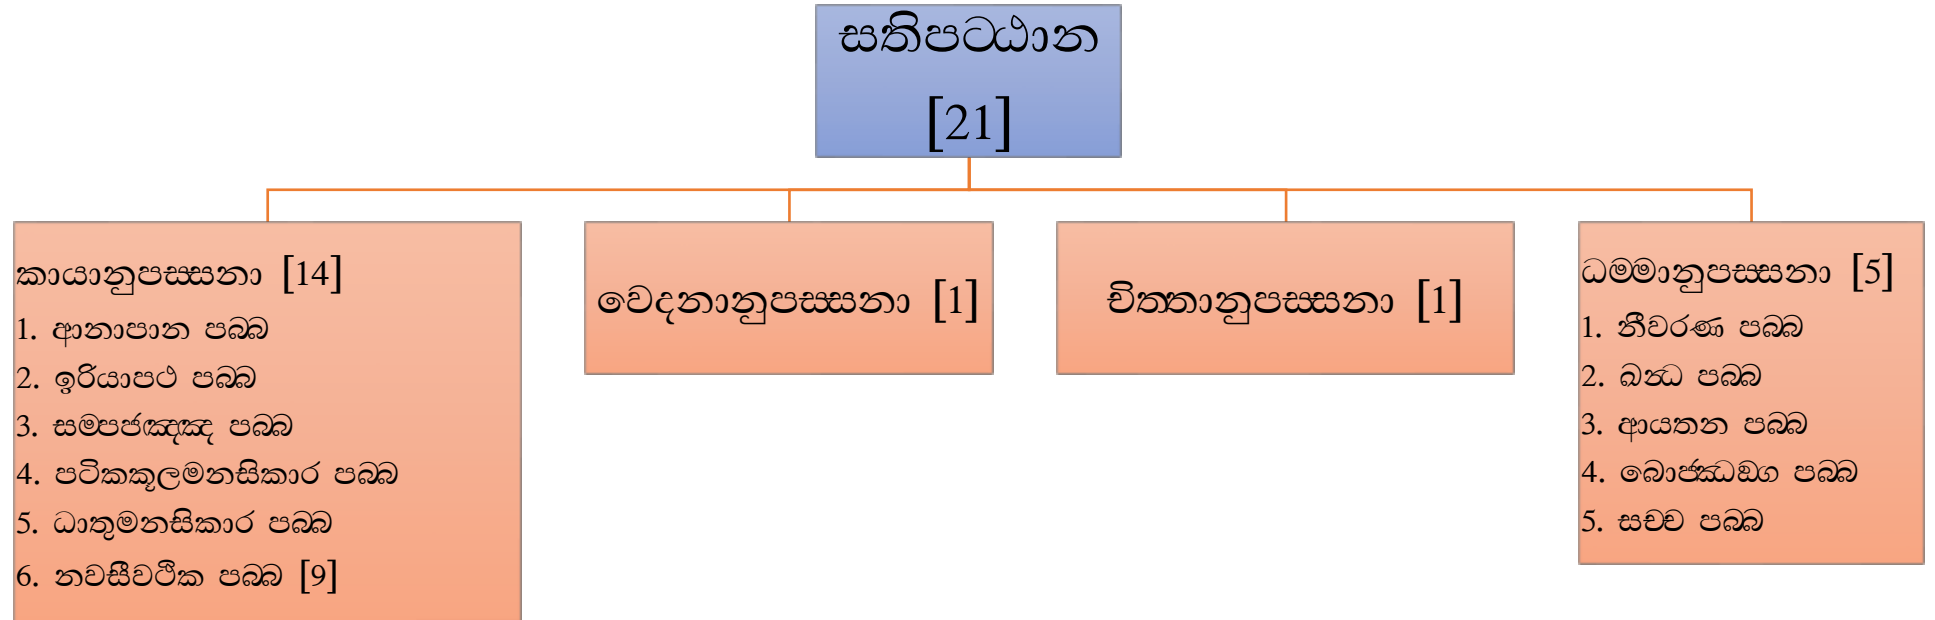 සතිපට‍්ඨාන
[21]
කායානුපස‍්සනා [14]
1. ආනාපාන පබ‍්බ
2. ඉරියාපථ පබ‍්බ
3. සම‍්පජඤ‍්ඤ පබ‍්බ
4. පටික‍්කූලමනසිකාර පබ‍්බ
5. ධාතුමනසිකාර පබ‍්බ
6. නවසීවථික පබ‍්බ [9]
වෙදනානුපස‍්සනා [1]
චිත‍්තානුපස‍්සනා [1]
ධම‍්මානුපස‍්සනා [5]
1. නීවරණ පබ‍්බ
2. ඛන‍්ධ පබ‍්බ
3. ආයතන පබ‍්බ
4. බොජ‍්ඣඞ‍්ග පබ‍්බ
5. සච‍්ච පබ‍්බ